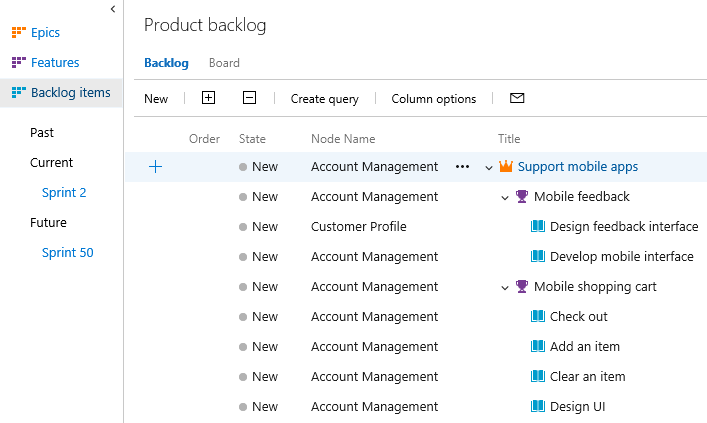 Epics
Features
Backlog items
Past
Current
Sprint 2
Future
Sprint 50
Product backlog
Backlog Board
New Create query Column options
Order State Node Name Title
New Account Management Support mobile apps
New Account Management Mobile feedback
New Customer Profile Design feedback interface
New Account Management Develop mobile interface
New Account Management Mobile shopping cart
New Account Management Check out
New Account Management Add an item
New Account Management Clear an item
New Account Management Design UI